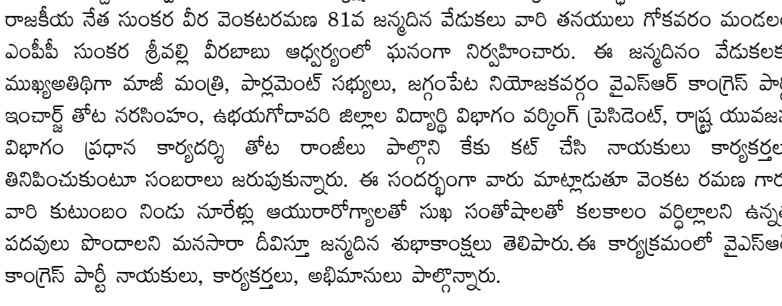 రాజకీయ నేత సుంకర వీర వెంకటరమణ 81వ జన్మదిన వేడుకలు వారి తనయులు గోకవరం మండల
ఎంపీపీ సుంకర శ్రీవల్లి వీరబాబు ఆధ్వర్యంలో ఘనంగా నిర్వహించారు. ఈ జన్మదినం వేడుకలక
ముఖ్యఅతిథిగా మాజీ మంత్రి, పార్లమెంట్ సభ్యులు, జగ్గంపేట నియోజకవర్గం వైఎస్ఆర్ కాంగ్రెస్ పార్
ఇంచార్జ్ తోట నరసింహం, ఉభయగోదావరి జిల్లాల విద్యార్థి విభాగం వర్కింగ్ ప్రెసిడెంట్, రాష్ట్ర యువజన
విభాగం ప్రధాన కార్యదర్శి తోట రాంజీలు పాల్గొని కేకు కట్ చేసి నాయకులు కార్యకర్తల
తినిపించుకుంటూ సంబరాలు జరుపుకున్నారు. ఈ సందర్భంగా వారు మాట్లాడుతూ వెంకట రమణ గార
వారి కుటుంబం నిండు నూరేళ్లు ఆయురారోగ్యాలతో సుఖ సంతోషాలతో కలకాలం వర్ధిల్లాలని ఉన్నత
పదవులు పొందాలని మనసారా దీవిస్తూ జన్మదిన శుభాకాంక్షలు తెలిపారు.ఈ కార్యక్రమంలో వైఎస్ఆర్
కాంగ్రెస్ పార్టీ నాయకులు, కార్యకర్తలు, అభిమానులు పాల్గొన్నారు.